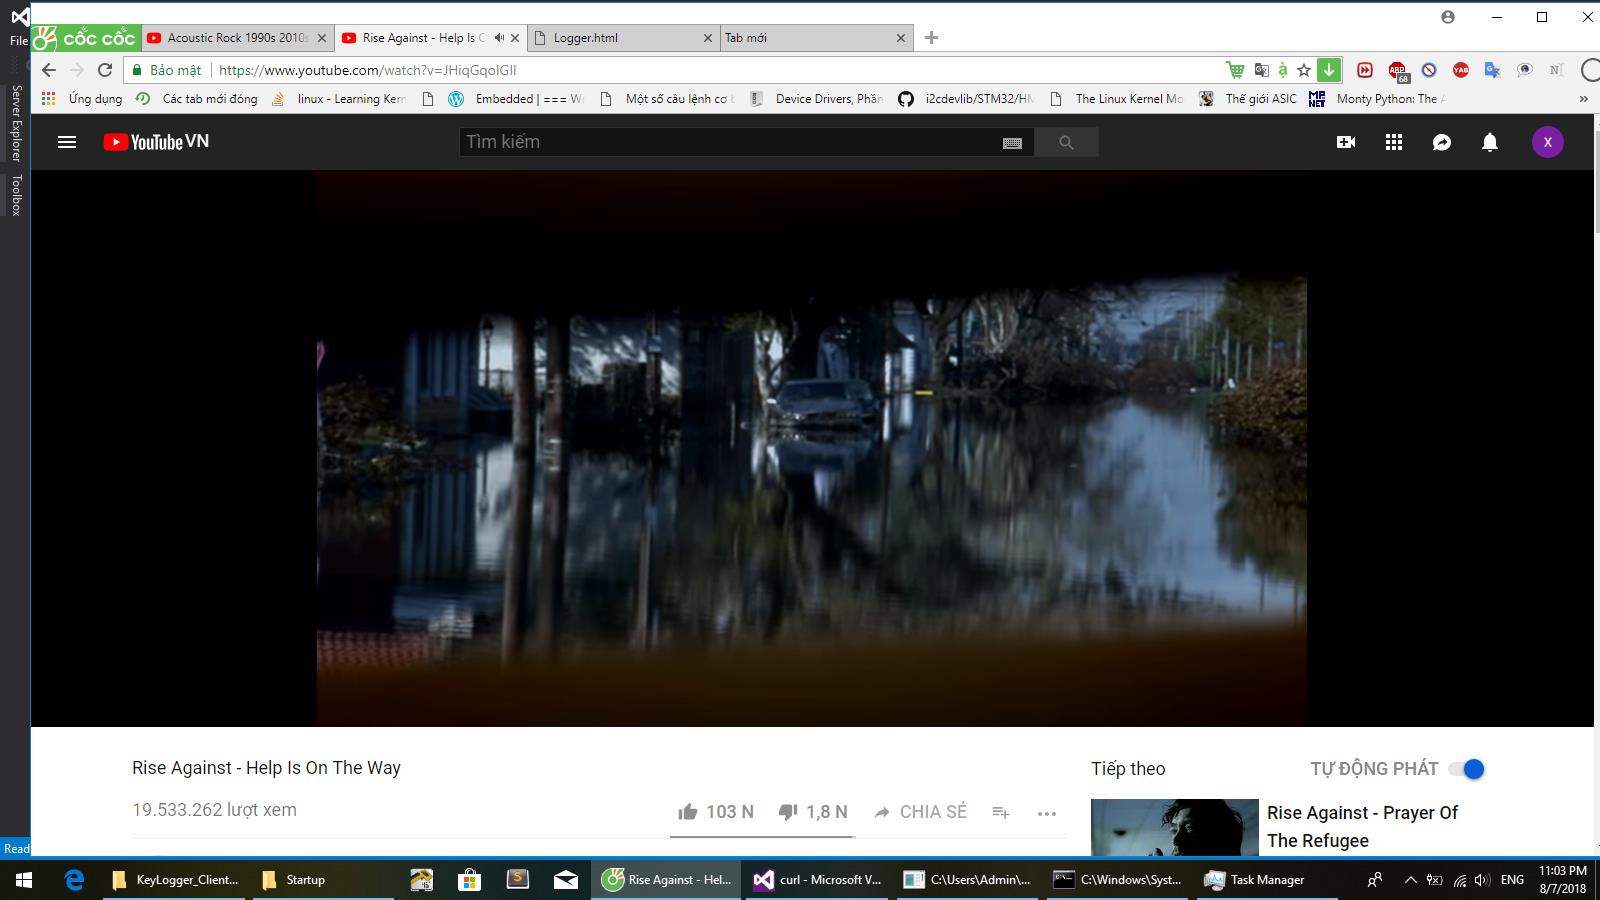 File
cốc cốc
Acoustic Rock 1990s 2010s
Rise Against - Help Is O
Logger.html
Tab mới
Bảo mật
https://www.youtube.com/watch?v=JHiqGqolGII
ABP
68
YAB
Ứng dụng
Các tab mới đóng
linux - Learning Kern
Embedded | === W
Một số câu lệnh cơ b
Device Drivers, Phần
i2cdevlib/STM32/HM
The Linux Kernel Mo
Thế giới ASIC
Monty Python: The A
Server Explorer
Toolbox
YouTube VN
Tìm kiếm
X
Rise Against - Help Is On The Way
19.533.262 lượt xem
103 N
1,8 N
CHIA SẺ
Tiếp theo
TỰ ĐỘNG PHÁT
Rise Against - Prayer Of
The Refugee
Read
KeyLogger_Client...
Startup
Rise Against - Hel...
curl - Microsoft V...
C:\Users\Admin\...
C:\Windows\Syst...
Task Manager
ENG
11:03 PM
8/7/2018